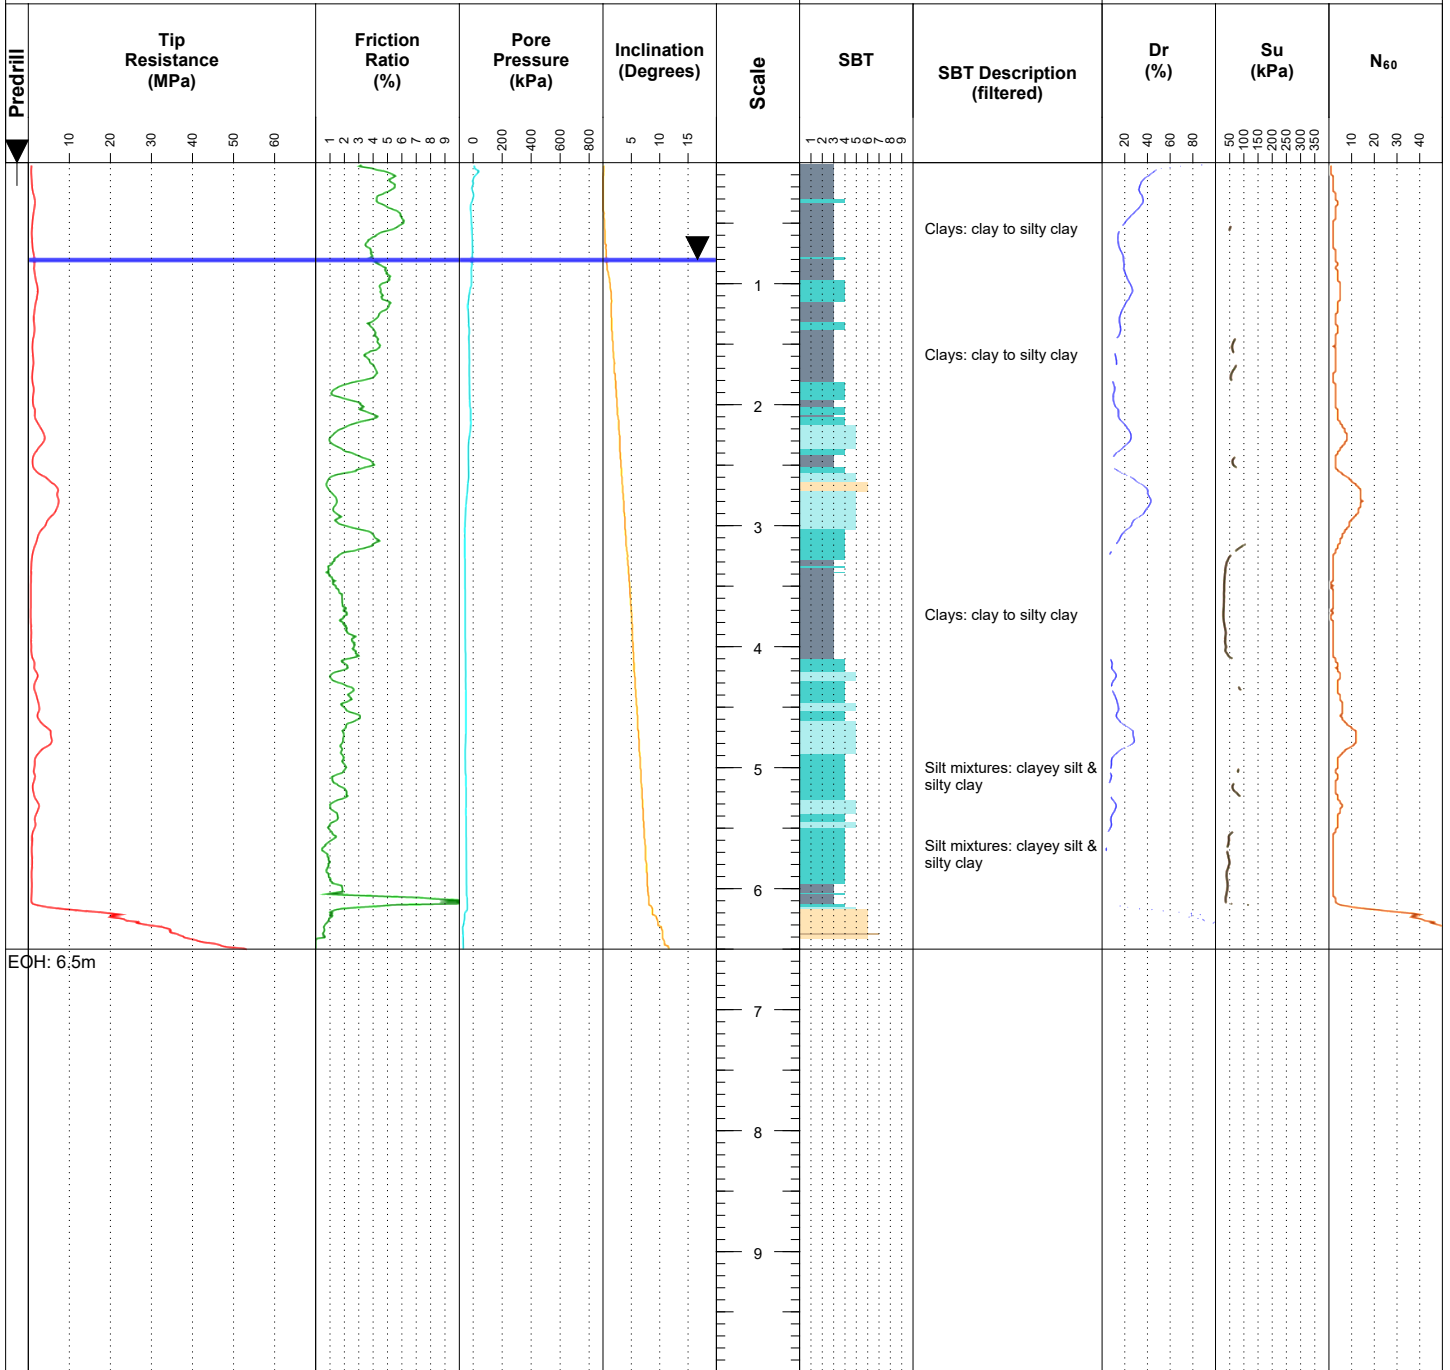 Predrill
Tip
Resistance
(MPa)
Friction
Ratio
(%)
Pore
Pressure
(kPa)
Inclination
(Degrees)
Scale
SBT
SBT Description
(filtered)
Dr
(%)
Su
(kPa)
N60
10 20 30 40 50 60
1 2 3 4 5 6 7 8 9
0 200 400 600 800
5 10 15
1 2 3 4 5 6 7 8 9
20 40 60 80
50 100 150 200 250 300 350
10 20 30 40
Clays: clay to silty clay
1
Clays: clay to silty clay
2
3
Clays: clay to silty clay
4
5
Silt mixtures: clayey silt &
silty clay
Silt mixtures: clayey silt &
silty clay
6
EOH: 6.5m
7
8
9